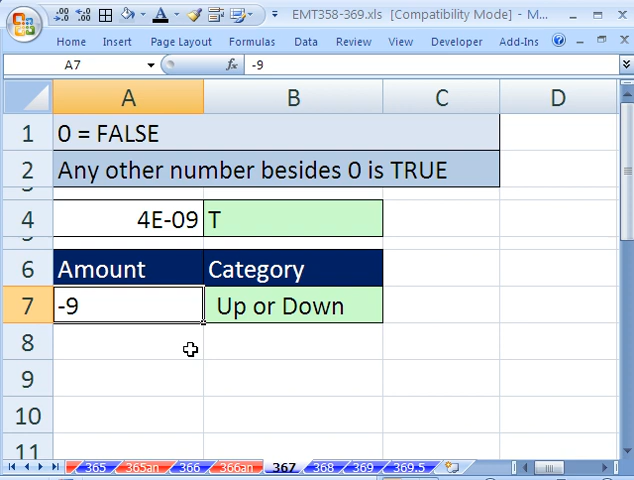 EMT358-369.xls [Compatibility Mode] - M...
Home Insert Page Layout Formulas Data Review View Developer Add-Ins
A7 fx -9
A B C D
1 0 = FALSE
2 Any other number besides 0 is TRUE
4 4E-09 T
6 Amount Category
7 -9 Up or Down
8
9
10
11
365 365an 366 366an 367 368 369 369.5